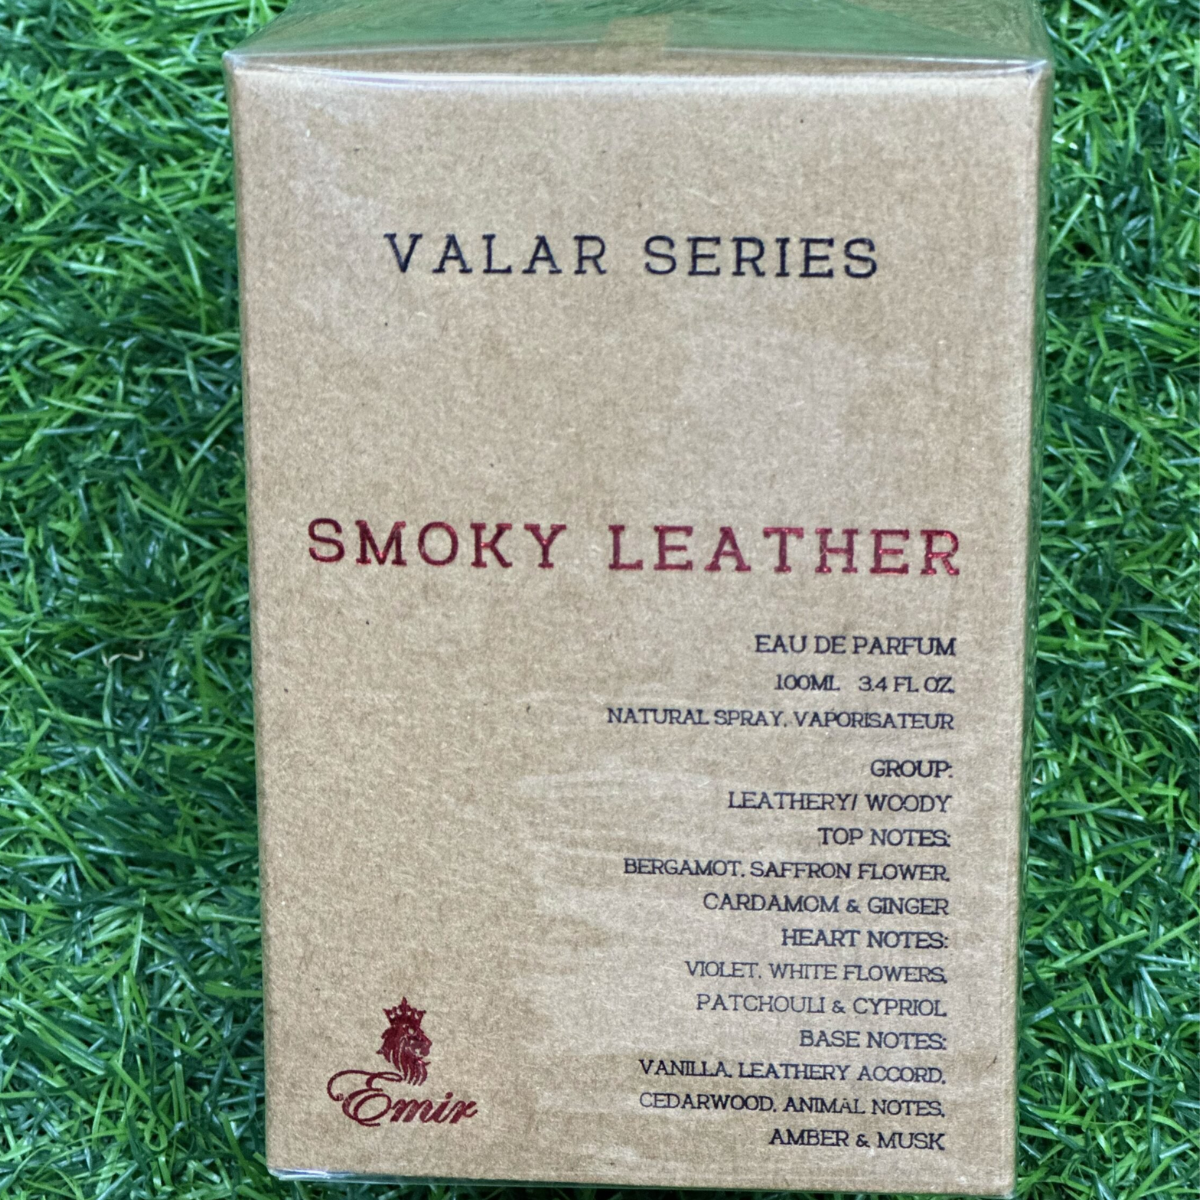 VALAR SERIES
SMOKY LEATHER
EAU DE PARFUM
100ML 3.4 FL OZ.
NATURAL SPRAY, VAPORISATEUR
GROUP:
LEATHERY/ WOODY
TOP NOTES:
BERGAMOT, SAFFRON FLOWER,
CARDAMOM & GINGER
HEART NOTES:
VIOLET, WHITE FLOWERS,
PATCHOULI & CYPRIOL
BASE NOTES:
VANILLA, LEATHERY ACCORD,
CEDARWOOD, ANIMAL NOTES,
AMBER & MUSK
Emir